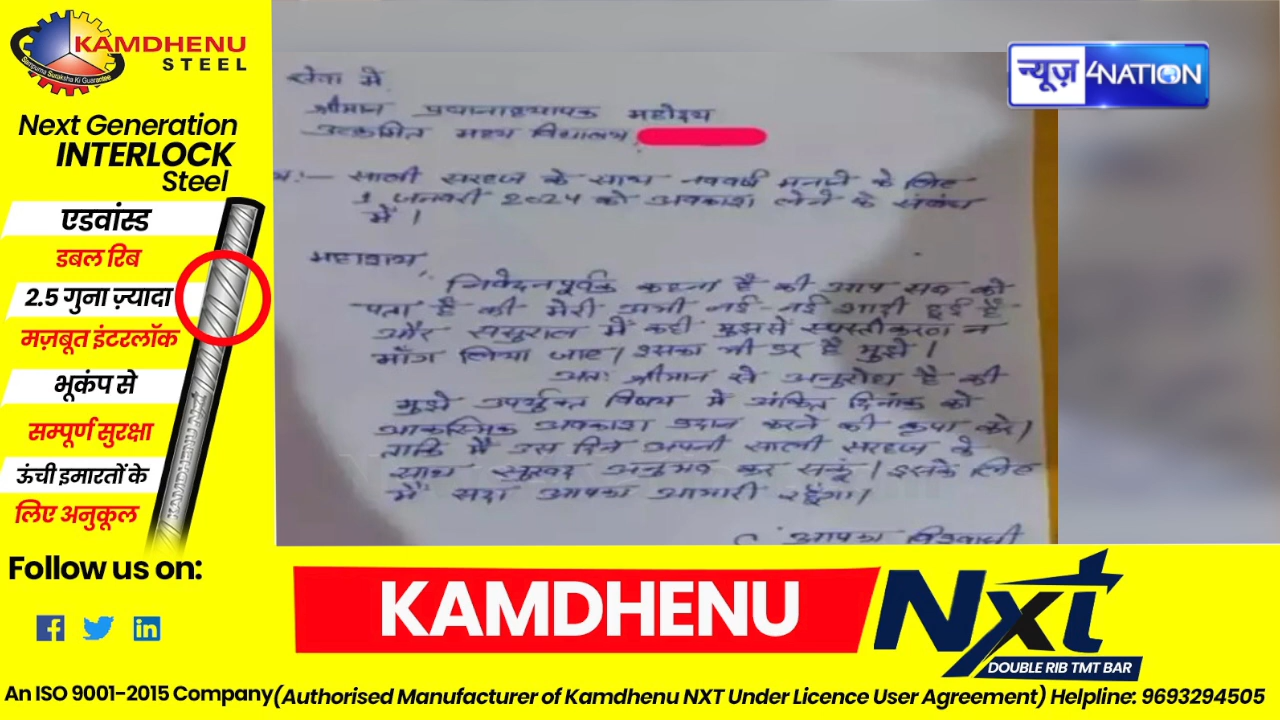 KAMDHENU
STEEL
Sampurna Suraksha Ki Guarantee
Next Generation
INTERLOCK
Steel
एडवांस्ड
डबल रिब
2.5 गुना ज़्यादा
मज़बूत इंटरलॉक
भूकंप से
सम्पूर्ण सुरक्षा
ऊंची इमारतों के
लिए अनुकूल
KAMDHENU NXT
Follow us on:
न्यूज़ 4NATION
सेवा में
श्रीमान प्रधानाध्यापक महोदय
उत्क्रमित मध्य विद्यालय,
:- साली सरहज के साथ नववर्ष मनाने के लिए
1 जनवरी 2024 को अवकाश लेने के संबंध
में।
महाशय,
निवेदनपूर्वक कहना है की आप सब को
पता है की मेरी अभी नई-नई शादी हुई है
और ससुराल में कही मुझसे स्पस्तीकरण न
माँग लिया जाए। इसका भी डर है मुझे।
अतः श्रीमान से अनुरोध है की
मुझे उपर्युक्त विषय में अंकित दिनांक को
आकस्मिक अवकाश प्रदान करने की कृपा करे।
ताकि मैं उस दिन अपनी साली सरहज के
साथ सुखद अनुभव कर सकूं। इसके लिए
मैं सदा आपका आभारी रहूँगा।
आपका विश्वासी
KAMDHENU Nxt
DOUBLE RIB TMT BAR
An ISO 9001-2015 Company (Authorised Manufacturer of Kamdhenu NXT Under Licence User Agreement) Helpline: 9693294505